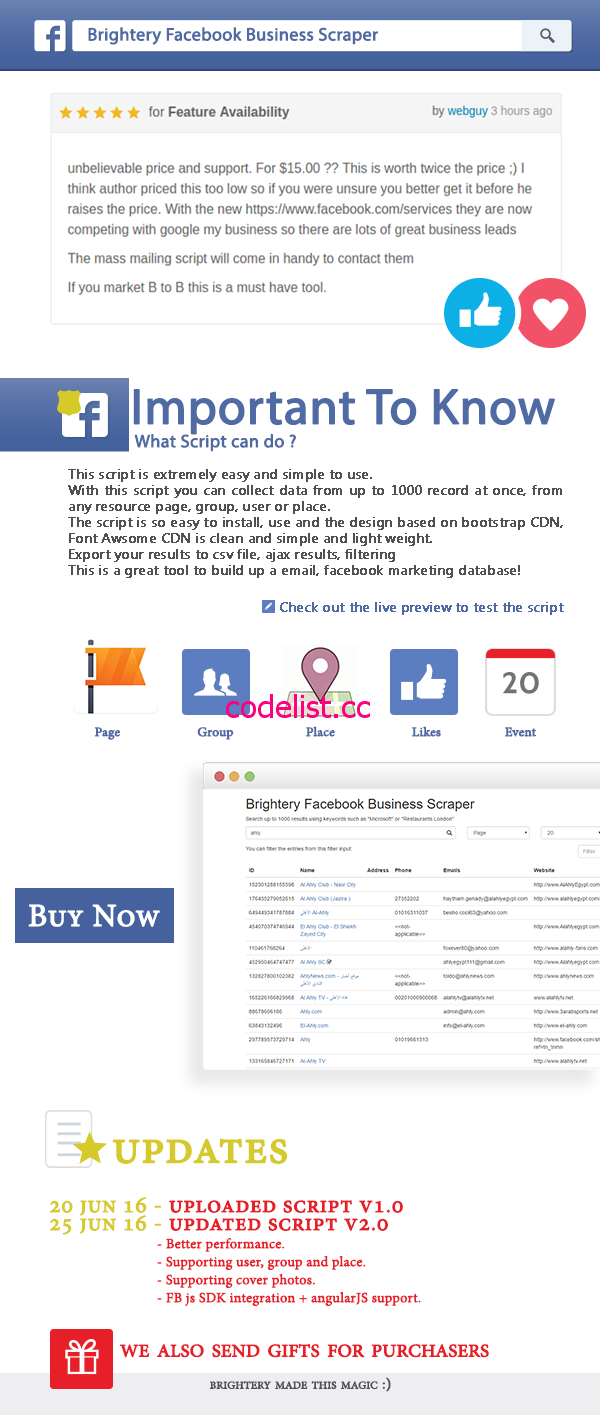 Brightery Facebook Business Scraper
for Feature Availability
by webguy 3 hours ago
unbelievable price and support. For $15.00 ?? This is worth twice the price ;) I
think author priced this too low so if you were unsure you better get it before he
raises the price. With the new https://www.facebook.com/services they are now
competing with google my business so there are lots of great business leads
The mass mailing script will come in handy to contact them
If you market B to B this is a must have tool.
Important To Know
What Script can do ?
This script is extremely easy and simple to use.
With this script you can collect data from up to 1000 record at once, from
any resource page, group, user or place.
The script is so easy to install, use and the design based on bootstrap CDN,
Font Awsome CDN is clean and simple and light weight.
Export your results to csv file, ajax results, filtering
This is a great tool to build up a email, facebook marketing database!
Check out the live preview to test the script
20
codelist.cc
Page Group Place Likes Event
Brightery Facebook Business Scraper
Search up to 1000 results using keywords such as "Microsoft" or "Restaurants London"
ahly Page 20
You can filter the entries from this filter input.
Filter
ID Name Address Phone Emails Website
152301288155398 Al Ahly Club - Nasr City http://www.AlAhlyEgypt.com
176435279052615 Al Ahly Club (Jazira ) 27352202 haytham.genady@alahlyegypt.com http://www.alahlyegypt.com
649449341787884 الأهلي Al-Ahly 01016311037 besho.cool63@yahoo.com
454070374746944 El Ahly Club - El Shiekh Zayed City <<not-applicable>> http://www.Alahlyegypt.com
110461768264 الأهلي foxever80@yahoo.com http://www.alahly-fans.com
452950464747477 Al Ahly SC ahlyegypt111@gmail.com http://www.Alahlyegypt.com
132827800102382 AhlyNews.com - موقع أخبار النادى الأهلي <<not-applicable>> toldo@ahlynews.com http://www.ahlynews.com
165226166829968 Al Ahly TV - قناة الأهلي 00201000900068 alahlytv@alahlytv.net www.alahlytv.net
88678606166 Ahly.com admin@ahly.com http://www.3arabsports.net
63843132496 El-Ahly.com info@el-ahly.com http://www.el-ahly.com
297789573729714 Ahly 01019661313 http://www.facebook.com/
133165846727171 Al-Ahly TV http://www.alahlytv.net
Buy Now
UPDATES
20 JUN 16 - UPLOADED SCRIPT V1.0
25 JUN 16 - UPDATED SCRIPT V2.0
- Better performance.
- Supporting user, group and place.
- Supporting cover photos.
- FB js SDK integration + angularJS support.
WE ALSO SEND GIFTS FOR PURCHASERS
BRIGHTERY MADE THIS MAGIC :)